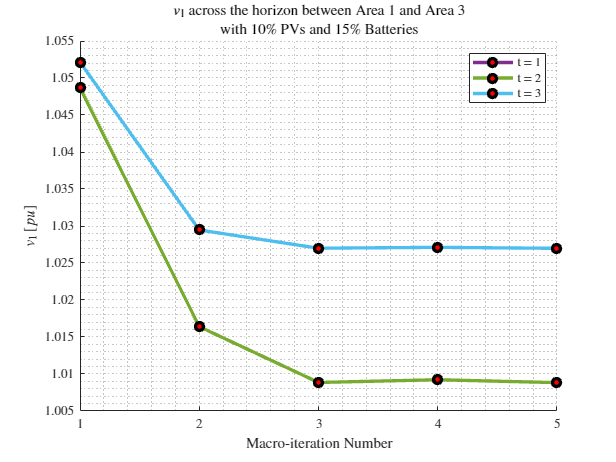 v₁ across the horizon between Area 1 and Area 3
with 10% PVs and 15% Batteries
1.055
1.05
1.045
1.04
1.035
1.03
1.025
1.02
1.015
1.01
1.005
v₁ [pu]
t = 1
t = 2
t = 3
1 2 3 4 5
Macro-iteration Number